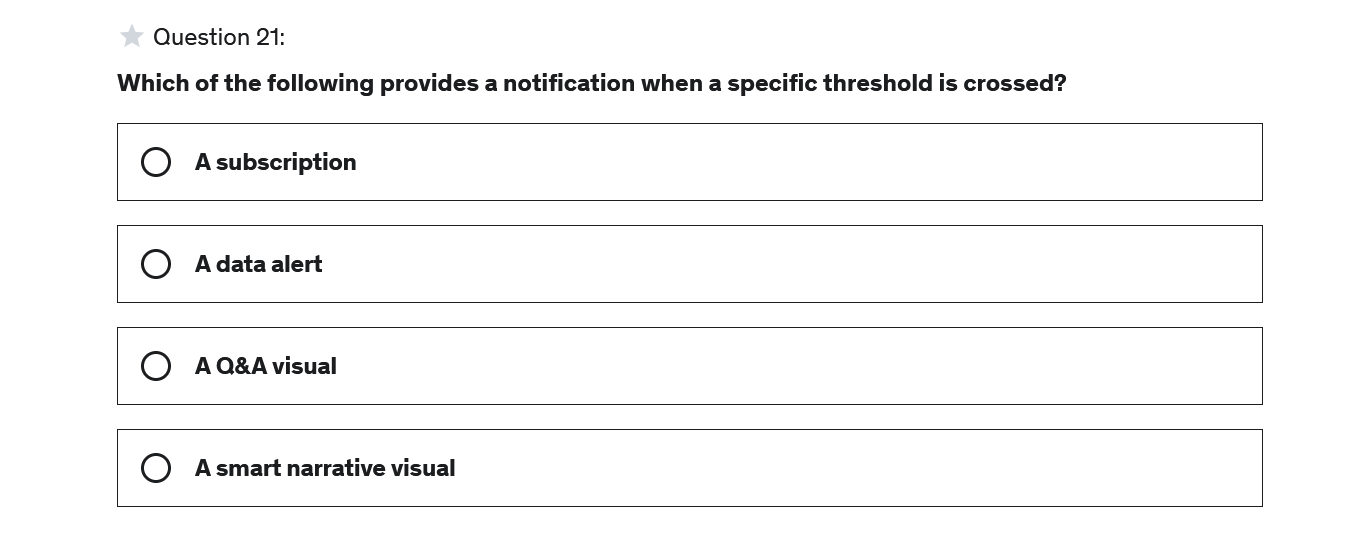 Question 21:
Which of the following provides a notification when a specific threshold is crossed?
A subscription
A data alert
A Q&A visual
A smart narrative visual